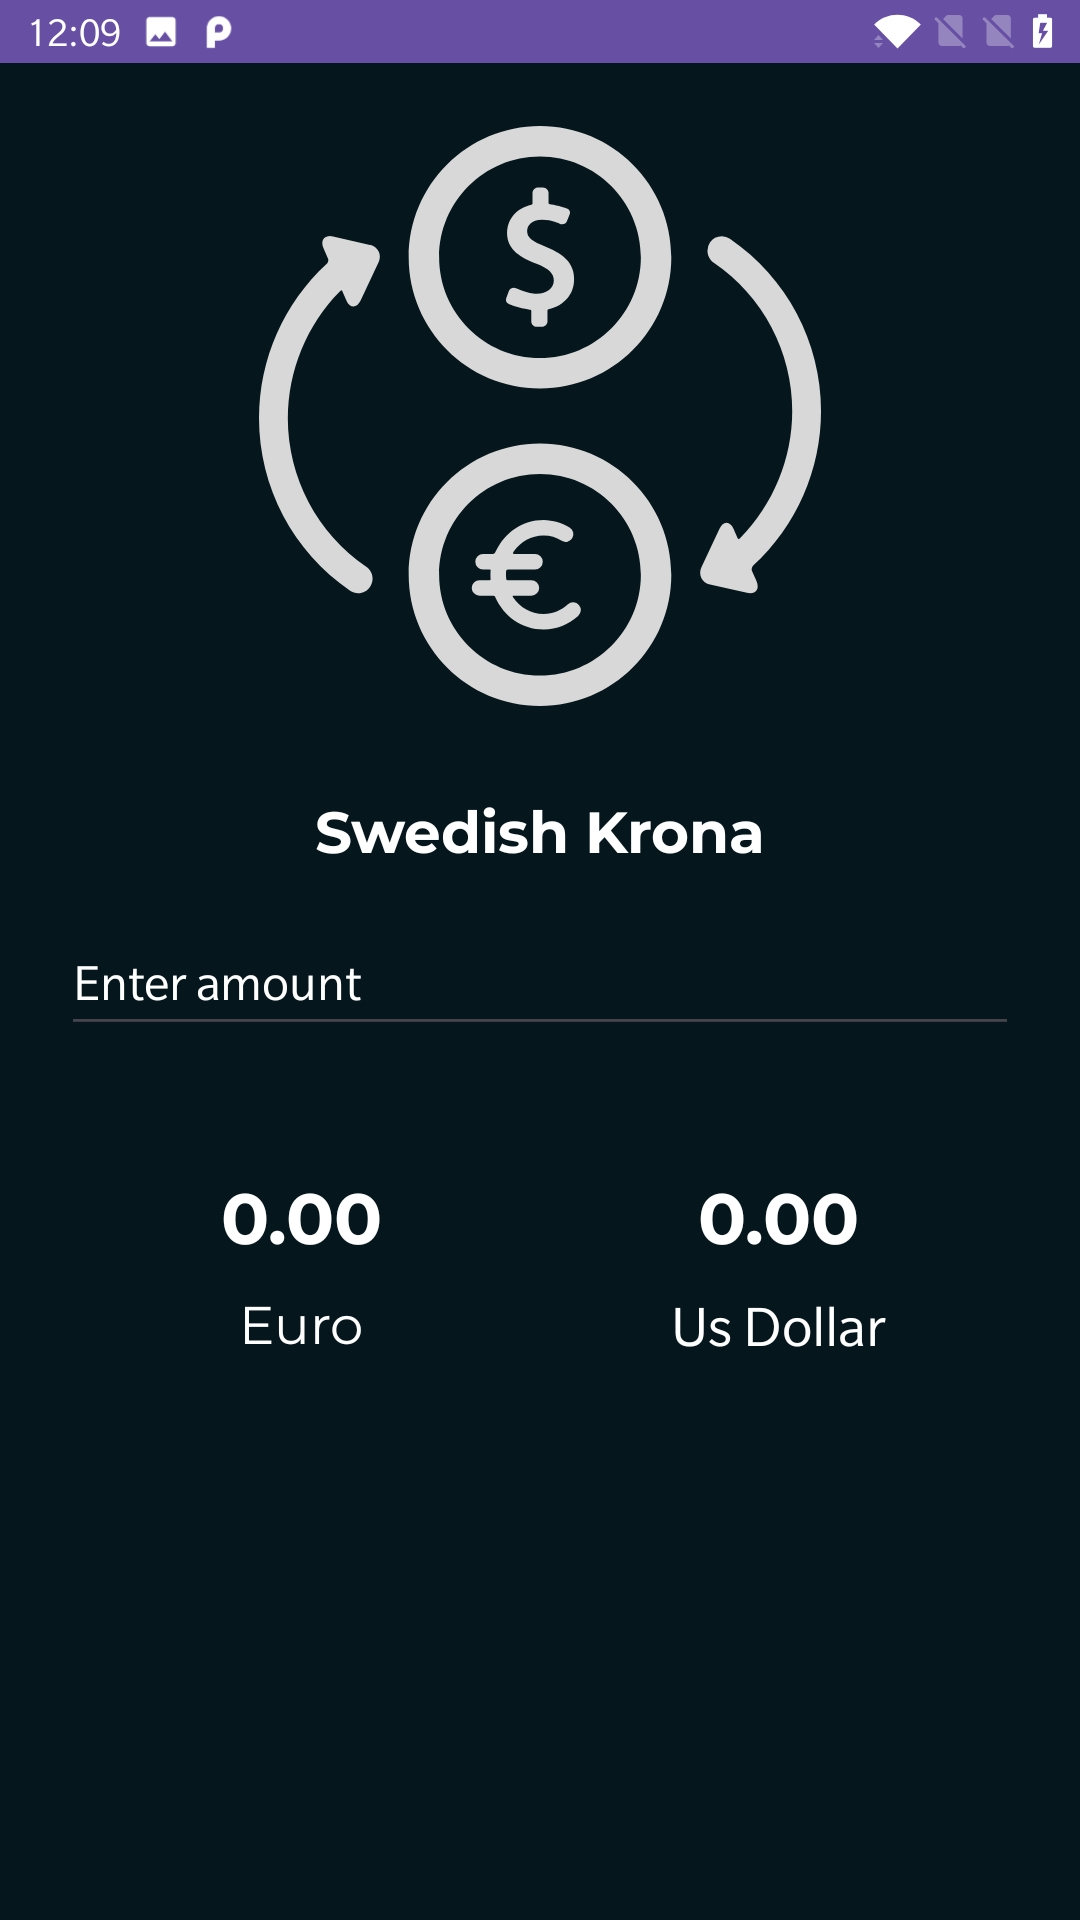 12:09
$
€
Swedish Krona
Enter amount
0.00 0.00
Euro Us Dollar